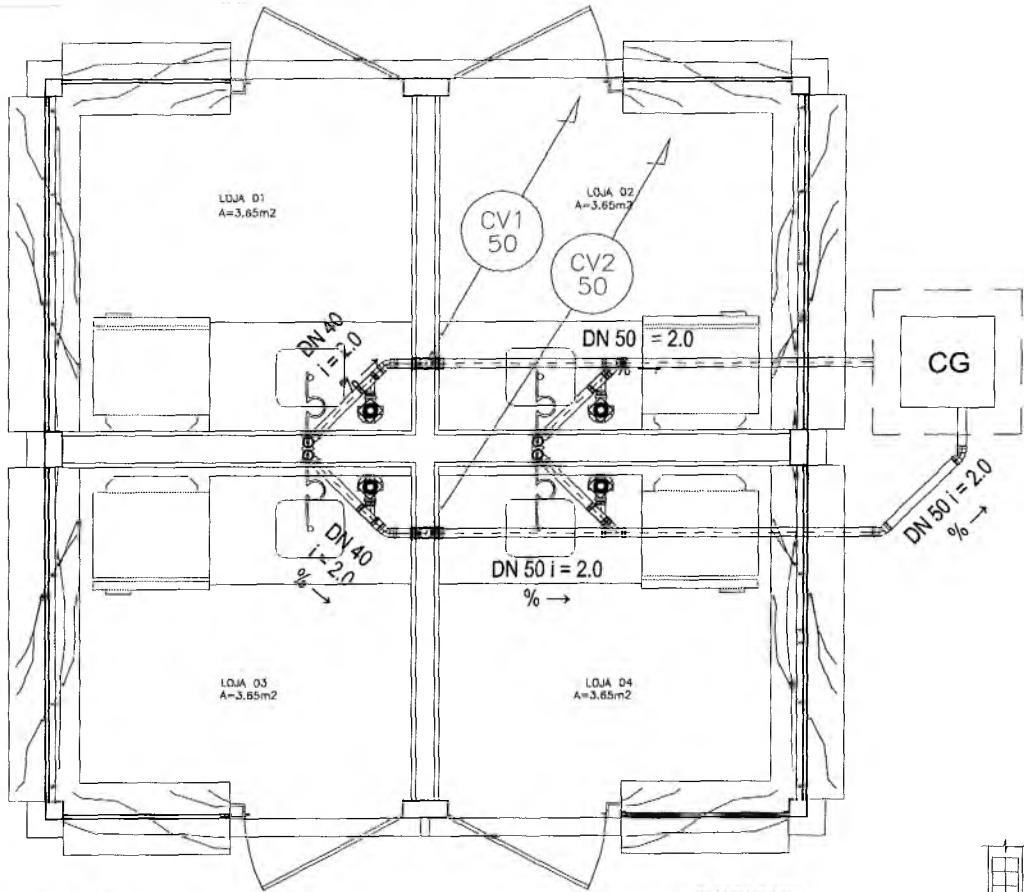 LOJA 01
A=3.65m2
LOJA 02
A=3.65m2
CV1
50
CV2
50
DN 40
i = 2.0
%
DN 50 i = 2.0
% →
CG
DN 50 i = 2.0
% →
DN 40
i = 2.0
% →
DN 50 i = 2.0
% →
LOJA 03
A=3.65m2
LOJA 04
A=3.65m2